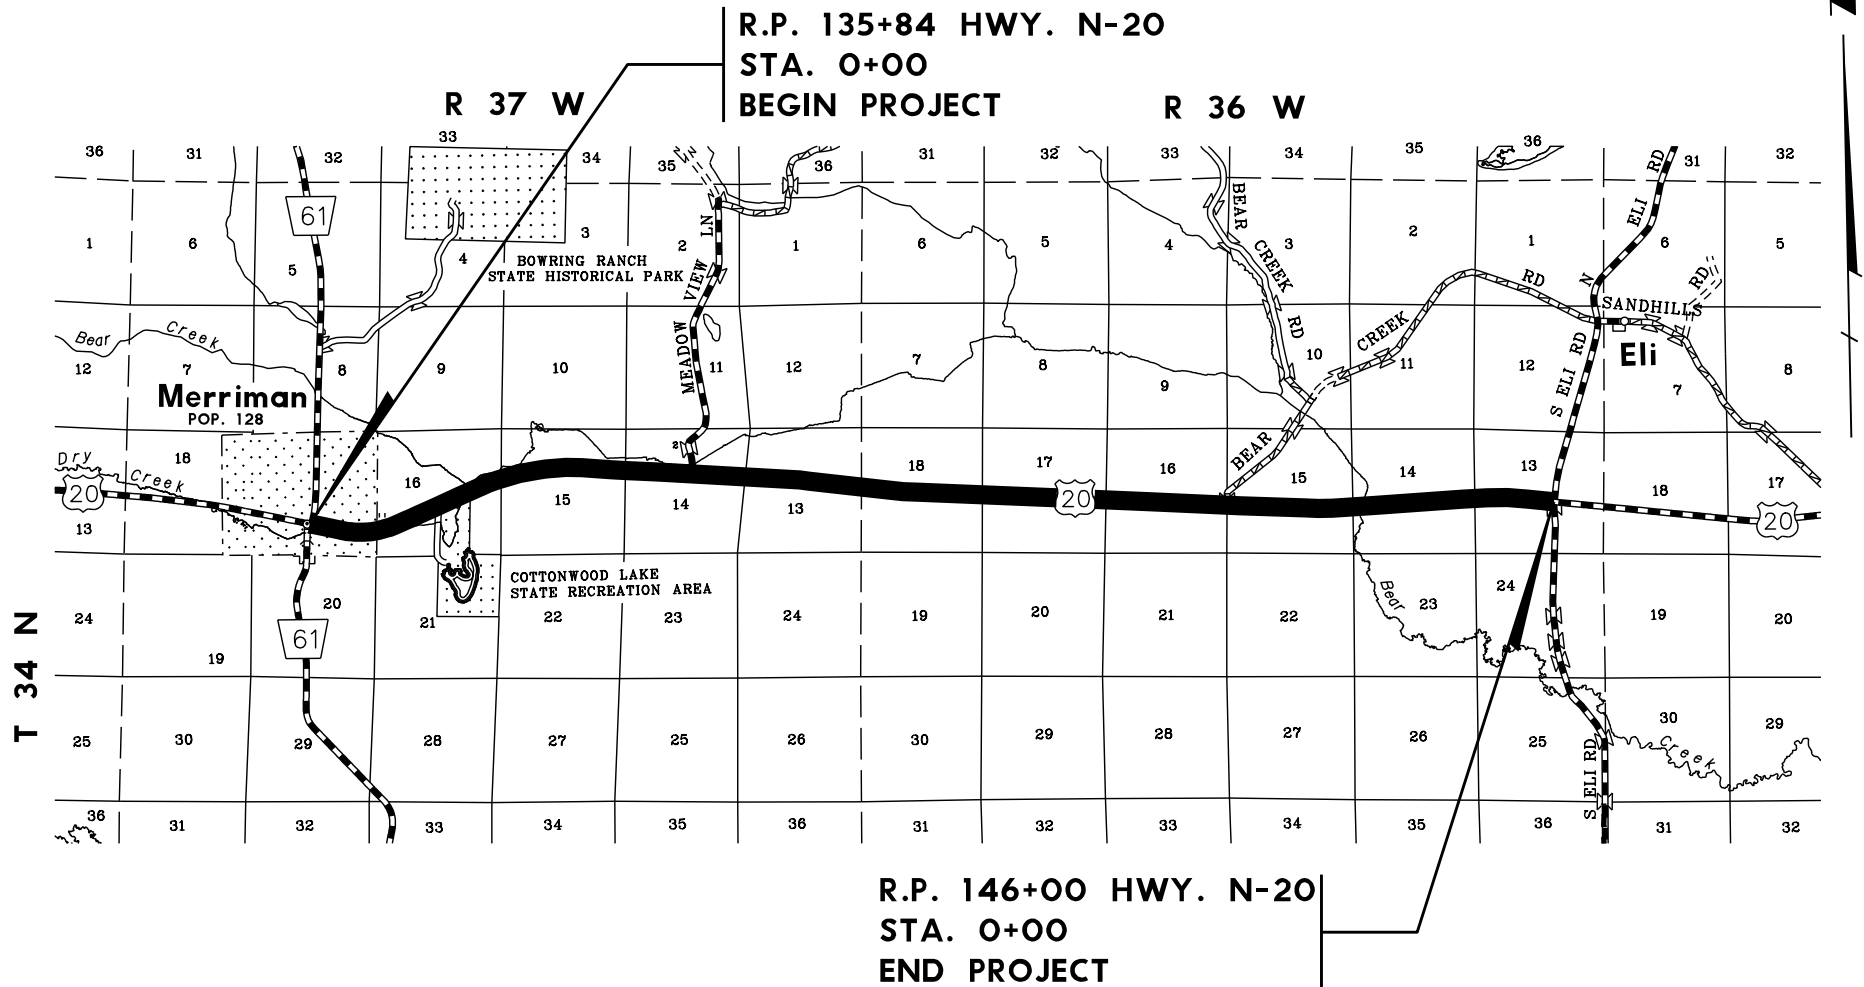 R.P. 135+84 HWY. N-20
STA. 0+00
BEGIN PROJECT
R 37 W
R 36 W
36 31 32 33 34 35 36 31 32 33 34 35 36 31 32
61
1 6 5 4 3 2 1 6 5 4 3 2 1 6 5
BOWRING RANCH
STATE HISTORICAL PARK
MEADOW VIEW LN
BEAR CREEK RD
BEAR CREEK RD
N ELI RD
SANDHILLS RD
Bear Creek
12 7 8 9 10 11 12 7 8 9 10 11 12 7 8
Merriman
POP. 128
Eli
S ELI RD
Dry Creek
18 16 15 14 13 18 17 16 15 14 13 18 17
2
20
20
20
13
COTTONWOOD LAKE
STATE RECREATION AREA
T 34 N
24 19 20 21 22 23 24 19 20 21 22 23 24 19 20
61
Bear Creek
25 30 29 28 27 25 26 30 29 28 27 26 25 30 29
S ELI RD
36 31 32 33 34 35 36 31 32 33 34 35 36 31 32
R.P. 146+00 HWY. N-20
STA. 0+00
END PROJECT